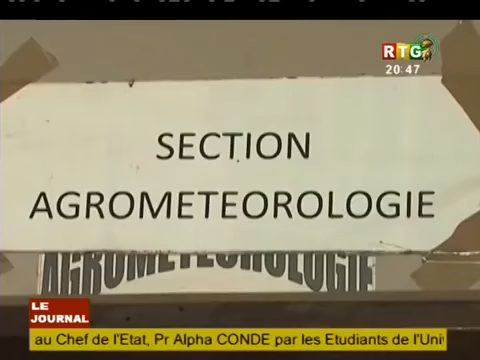 RTG
20:47
SECTION
AGROMETEOROLOGIE
AGROMETEOROLOGIE
LE
JOURNAL
au Chef de l'Etat, Pr Alpha CONDE par les Etudiants de l'Univ